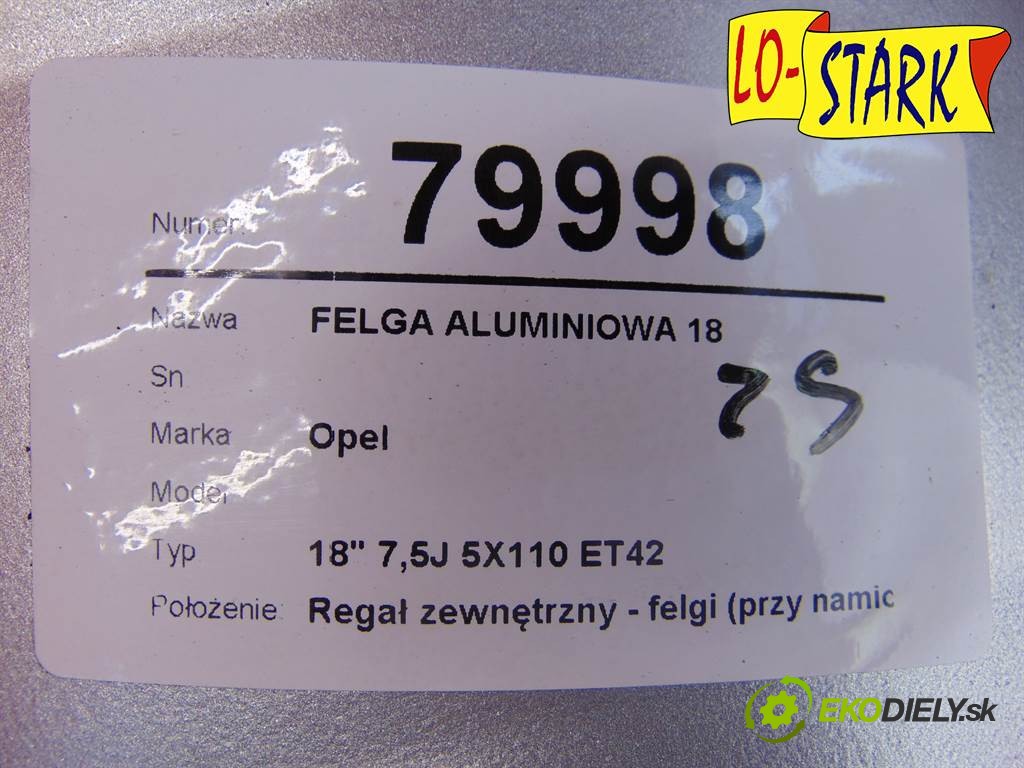 LO-STARK
Numer: 79998
Nazwa FELGA ALUMINIOWA 18
Sn
75
Marka Opel
Model
Typ 18" 7,5J 5X110 ET42
Położenie: Regał zewnętrzny - felgi (przy namic
EKODIELY.sk